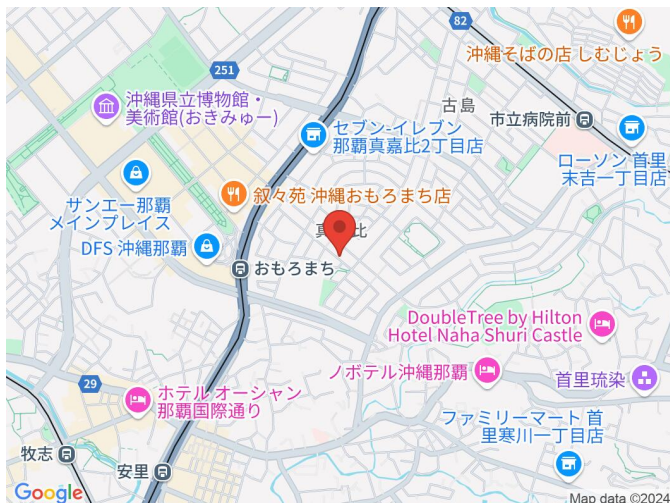 82
沖縄そばの店 しむじょう
251
古島
沖縄県立博物館・
美術館(おきみゅー)
市立病院前
セブン-イレブン
那覇真嘉比2丁目店
ローソン 首里
末吉一丁目店
サンエー那覇
メインプレイス
叙々苑 沖縄おもろまち店
真
比
DFS 沖縄那覇
おもろまち
DoubleTree by Hilton
Hotel Naha Shuri Castle
29
ホテル オーシャン
那覇国際通り
ノボテル沖縄那覇
首里琉染
ファミリーマート 首
里寒川一丁目店
牧志
安里
Google
Map data ©2024